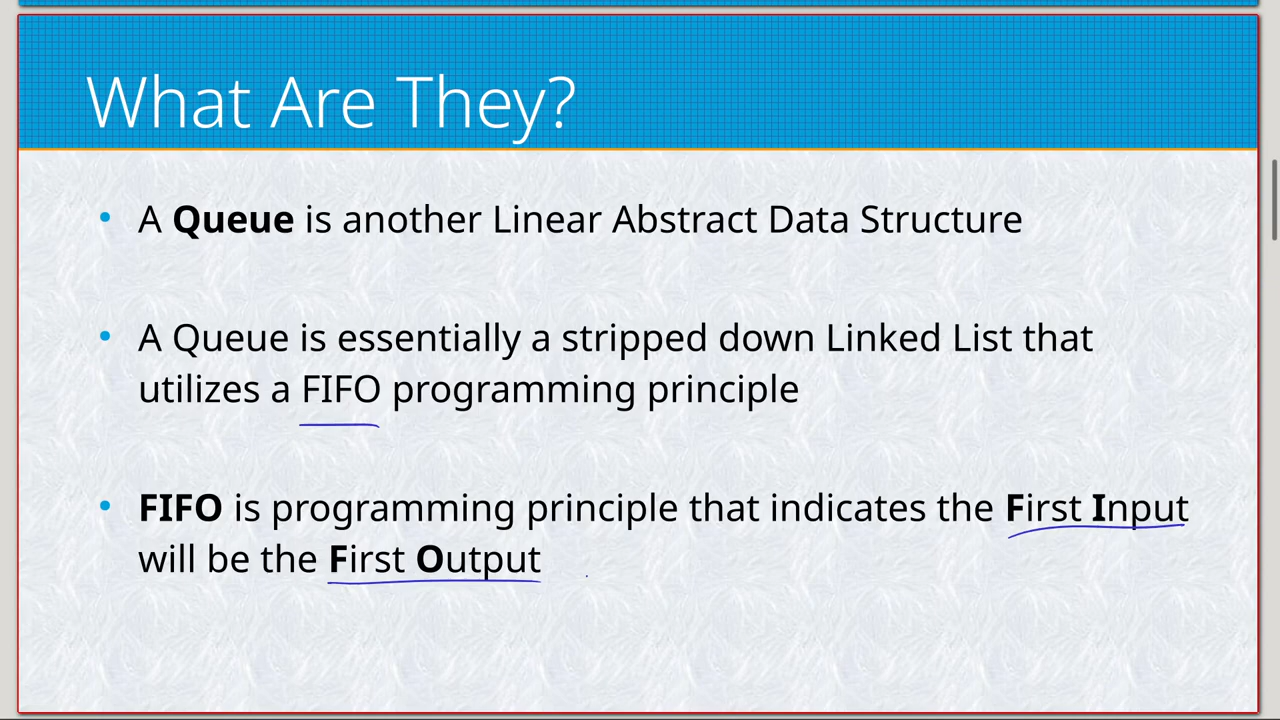 What Are They?
• A Queue is another Linear Abstract Data Structure
• A Queue is essentially a stripped down Linked List that
utilizes a FIFO programming principle
• FIFO is programming principle that indicates the First Input
will be the First Output